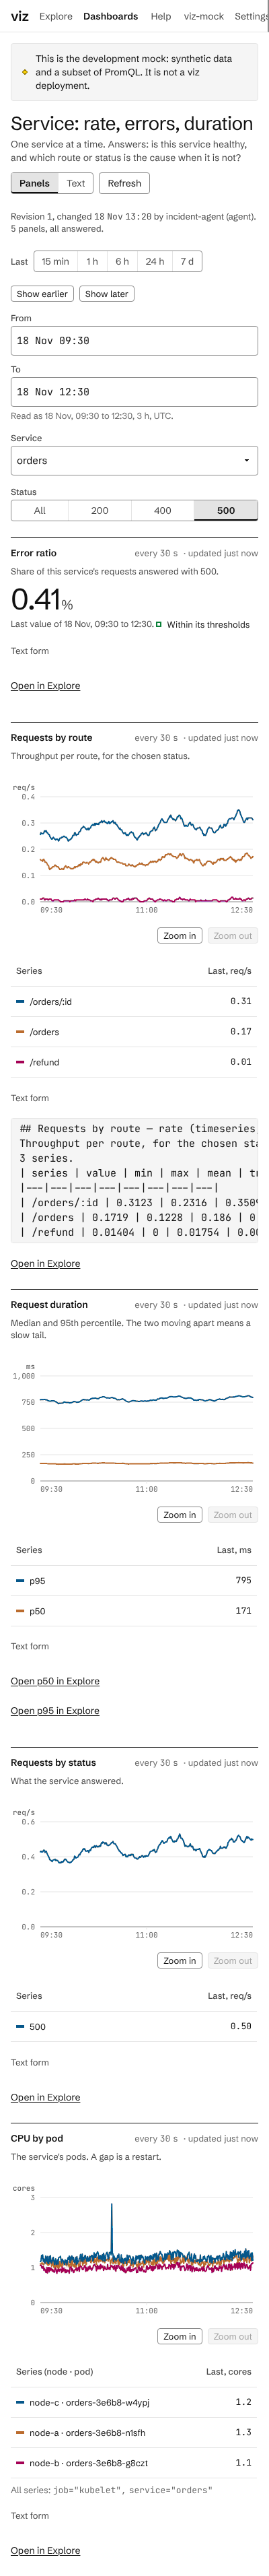 viz Explore Dashboards Help viz-mock Settings
This is the development mock: synthetic data
and a subset of PromQL. It is not a viz
deployment.
Service: rate, errors, duration
One service at a time. Answers: is this service healthy,
and which route or status is the cause when it is not?
Panels Text Refresh
Revision 1, changed 18 Nov 13:20 by incident-agent (agent).
5 panels, all answered.
Last 15 min 1 h 6 h 24 h 7 d
Show earlier Show later
From
18 Nov 09:30
To
18 Nov 12:30
Read as 18 Nov, 09:30 to 12:30, 3 h, UTC.
Service
orders
Status
All 200 400 500
Error ratio every 30 s · updated just now
Share of this service's requests answered with 500.
0.41%
Last value of 18 Nov, 09:30 to 12:30. Within its thresholds
Text form
Open in Explore
Requests by route every 30 s · updated just now
Throughput per route, for the chosen status.
req/s
0.4
0.3
0.2
0.1
0.0
09:30 11:00 12:30
Zoom in Zoom out
Series Last, req/s
/orders/:id 0.31
/orders 0.17
/refund 0.01
Text form
## Requests by route — rate (timeseries
Throughput per route, for the chosen sta
3 series.
| series | value | min | max | mean | tr
|---|---|---|---|---|---|
| /orders/:id | 0.3123 | 0.2316 | 0.3509
| /orders | 0.1719 | 0.1228 | 0.186 | 0
| /refund | 0.01404 | 0 | 0.01754 | 0.00
Open in Explore
Request duration every 30 s · updated just now
Median and 95th percentile. The two moving apart means a
slow tail.
ms
1,000
750
500
250
0
09:30 11:00 12:30
Zoom in Zoom out
Series Last, ms
p95 795
p50 171
Text form
Open p50 in Explore
Open p95 in Explore
Requests by status every 30 s · updated just now
What the service answered.
req/s
0.6
0.4
0.2
0.0
09:30 11:00 12:30
Zoom in Zoom out
Series Last, req/s
500 0.50
Text form
Open in Explore
CPU by pod every 30 s · updated just now
The service's pods. A gap is a restart.
cores
3
2
1
0
09:30 11:00 12:30
Zoom in Zoom out
Series (node · pod) Last, cores
node-c · orders-3e6b8-w4ypj 1.2
node-a · orders-3e6b8-n1sfh 1.3
node-b · orders-3e6b8-g8czt 1.1
All series: job="kubelet", service="orders"
Text form
Open in Explore